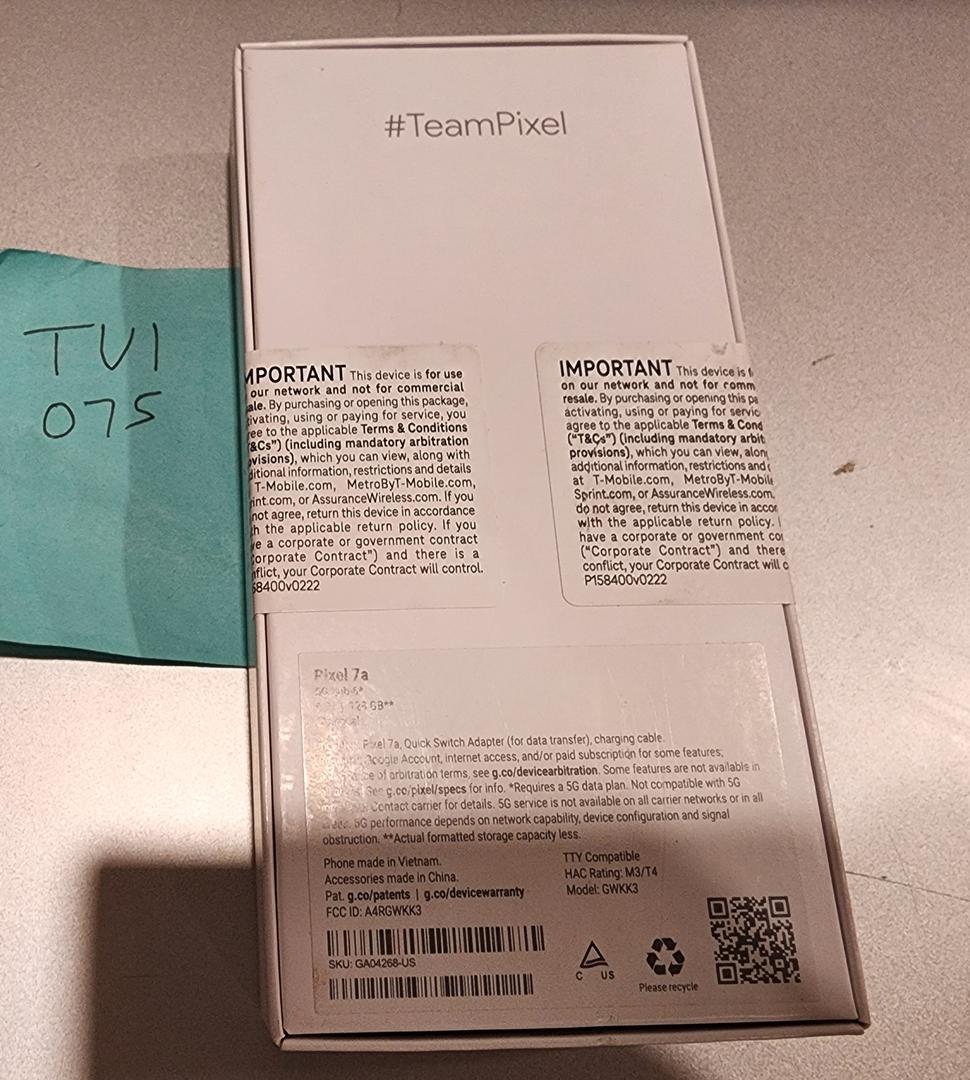 #TeamPixel
TVI
075
MPORTANT This device is for use
our network and not for commercial
ale. By purchasing or opening this package,
ivating, using or paying for service, you
ee to the applicable Terms & Conditions
&Cs") (including mandatory arbitration
visions), which you can view, along with
ditional information, restrictions and details
T-Mobile.com, MetroByT-Mobile.com,
int.com, or AssuranceWireless.com. If you
not agree, return this device in accordance
h the applicable return policy. If you
e a corporate or government contract
orporate Contract") and there is a
nflict, your Corporate Contract will control.
58400v0222
IMPORTANT This device is f
on our network and not for comm
resale. By purchasing or opening this pa
activating, using or paying for servic
agree to the applicable Terms & Cond
("T&Cs") (including mandatory arbit
provisions), which you can view, alon
additional information, restrictions and
at T-Mobile.com, MetroByT-Mobil
Sprint.com, or AssuranceWireless.com.
do not agree, return this device in accor
with the applicable return policy. I
have a corporate or government co
("Corporate Contract") and there
conflict, your Corporate Contract will c
P158400v0222
Pixel 7a
128 GB**
Pixel 7a, Quick Switch Adapter (for data transfer), charging cable.
Google Account, internet access, and/or paid subscription for some features;
of arbitration terms, see g.co/devicearbitration. Some features are not available in
See g.co/pixel/specs for info. *Requires a 5G data plan. Not compatible with 5G
Contact carrier for details. 5G service is not available on all carrier networks or in all
5G performance depends on network capability, device configuration and signal
obstruction. **Actual formatted storage capacity less.
Phone made in Vietnam.
Accessories made in China.
Pat. g.co/patents | g.co/devicewarranty
FCC ID: A4RGWKK3
TTY Compatible
HAC Rating: M3/T4
Model: GWKK3
SKU: GA04268-US
C US
Please recycle